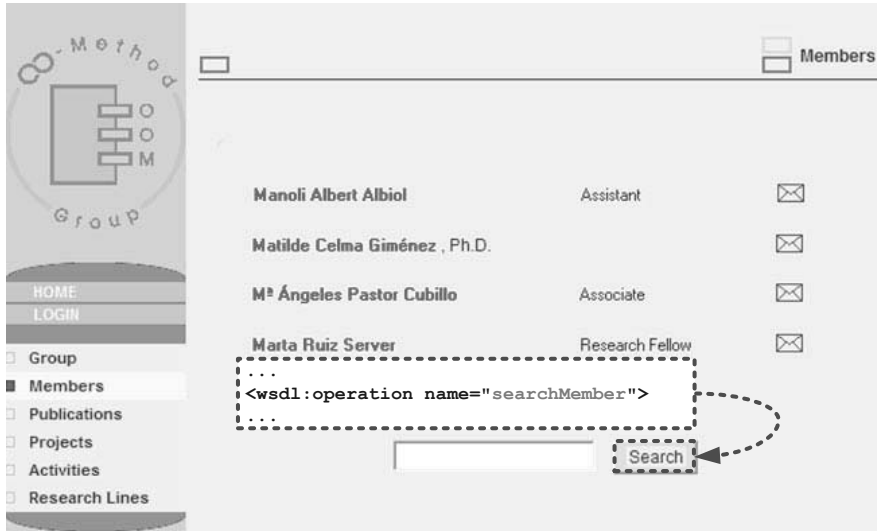 OO-Method
Group
O
O
M
HOME
LOGIN
Group
Members
Publications
Projects
Activities
Research Lines
Members
Manoli Albert Albiol Assistant
Matilde Celma Giménez , Ph.D.
Mª Ángeles Pastor Cubillo Associate
Marta Ruiz Server Research Fellow
...
<wsdl:operation name="searchMember">
...
Search